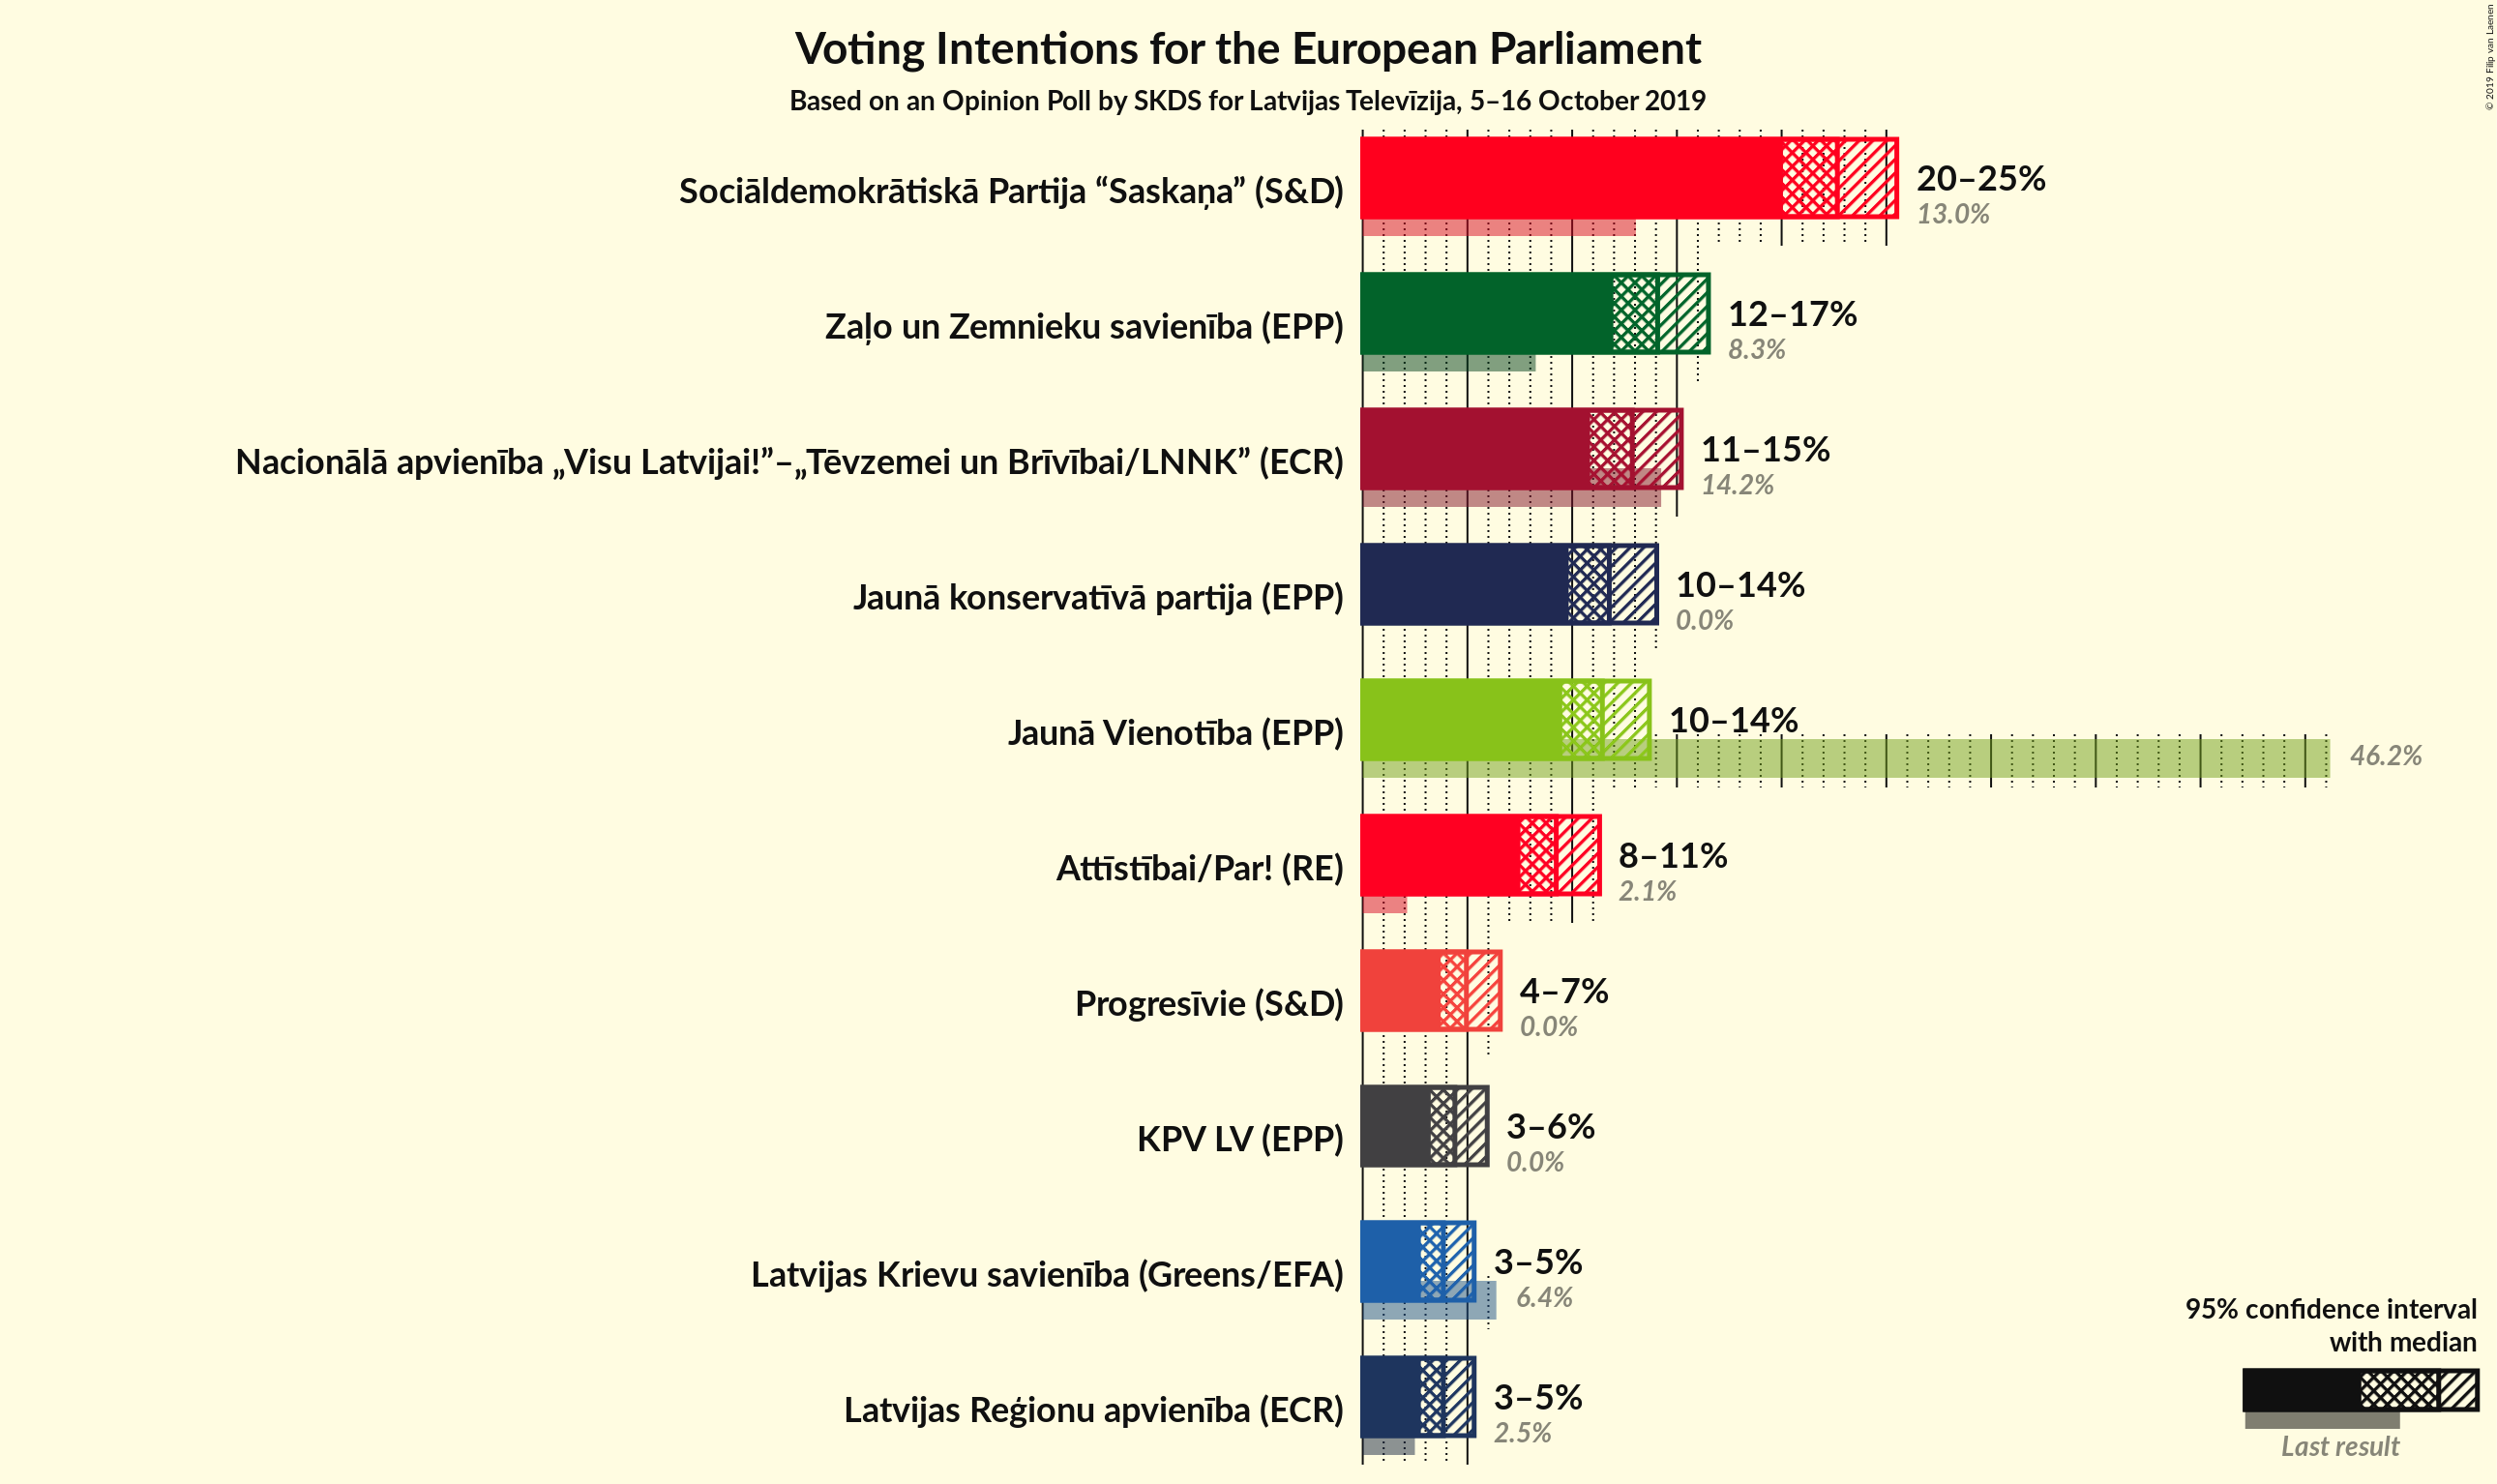 Voting Intentions for the European Parliament
Based on an Opinion Poll by SKDS for Latvijas Televīzija, 5–16 October 2019
© 2019 Filip van Laenen
Sociāldemokrātiskā Partija “Saskaņa” (S&D)
20–25%
13.0%
Zaļo un Zemnieku savienība (EPP)
12–17%
8.3%
Nacionālā apvienība „Visu Latvijai!”–„Tēvzemei un Brīvībai/LNNK” (ECR)
11–15%
14.2%
Jaunā konservatīvā partija (EPP)
10–14%
0.0%
Jaunā Vienotība (EPP)
10–14%
46.2%
Attīstībai/Par! (RE)
8–11%
2.1%
Progresīvie (S&D)
4–7%
0.0%
KPV LV (EPP)
3–6%
0.0%
Latvijas Krievu savienība (Greens/EFA)
3–5%
6.4%
Latvijas Reģionu apvienība (ECR)
3–5%
2.5%
95% confidence interval
with median
Last result